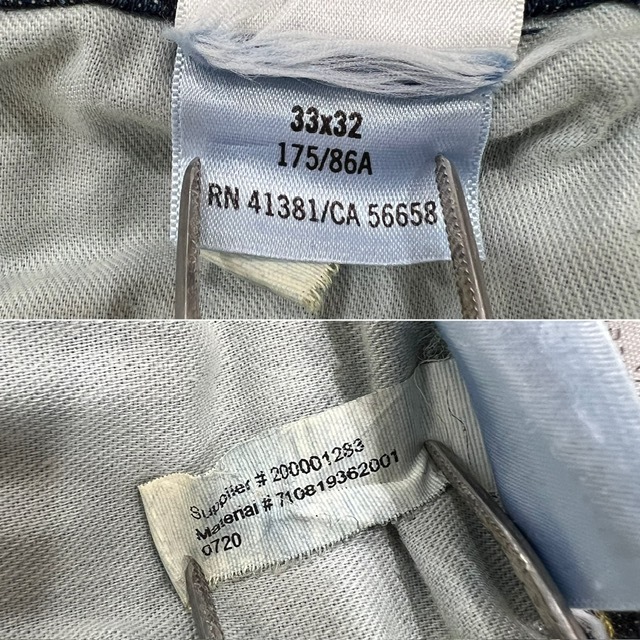 33x32
175/86A
RN 41381/CA 56658
Supplier # 200001283
Material # 710819362001
0720